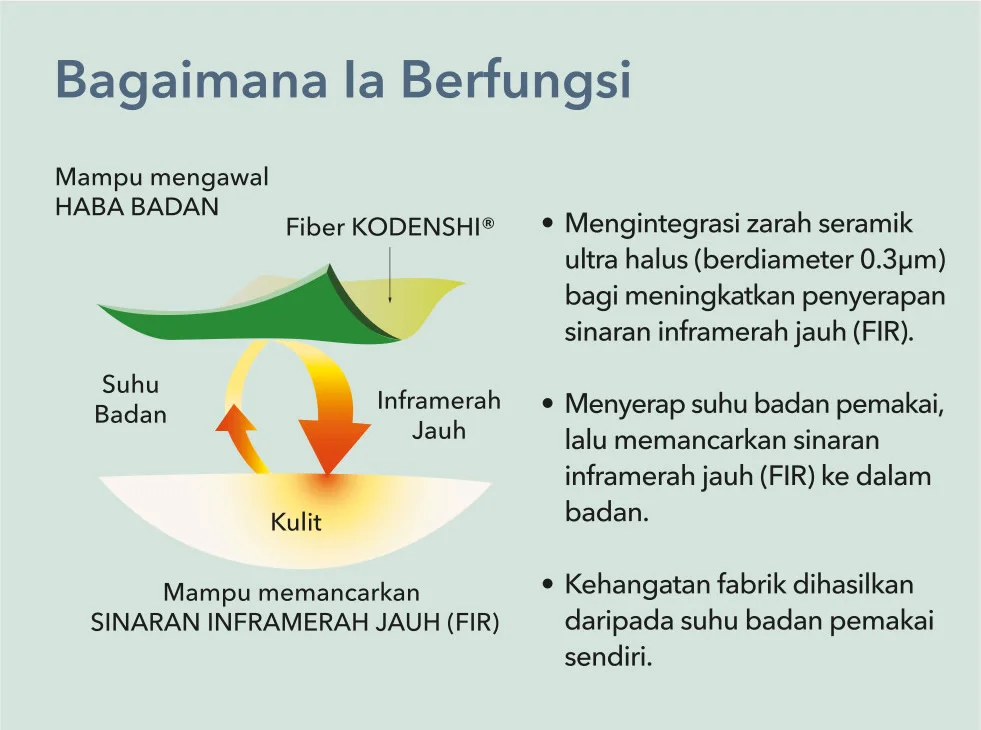 Bagaimana Ia Berfungsi
Mampu mengawal
HABA BADAN
Fiber KODENSHI®
Suhu
Badan
Inframerah
Jauh
Kulit
Mampu memancarkan
SINARAN INFRAMERAH JAUH (FIR)
• Mengintegrasi zarah seramik
ultra halus (berdiameter 0.3µm)
bagi meningkatkan penyerapan
sinaran inframerah jauh (FIR).
• Menyerap suhu badan pemakai,
lalu memancarkan sinaran
inframerah jauh (FIR) ke dalam
badan.
• Kehangatan fabrik dihasilkan
daripada suhu badan pemakai
sendiri.